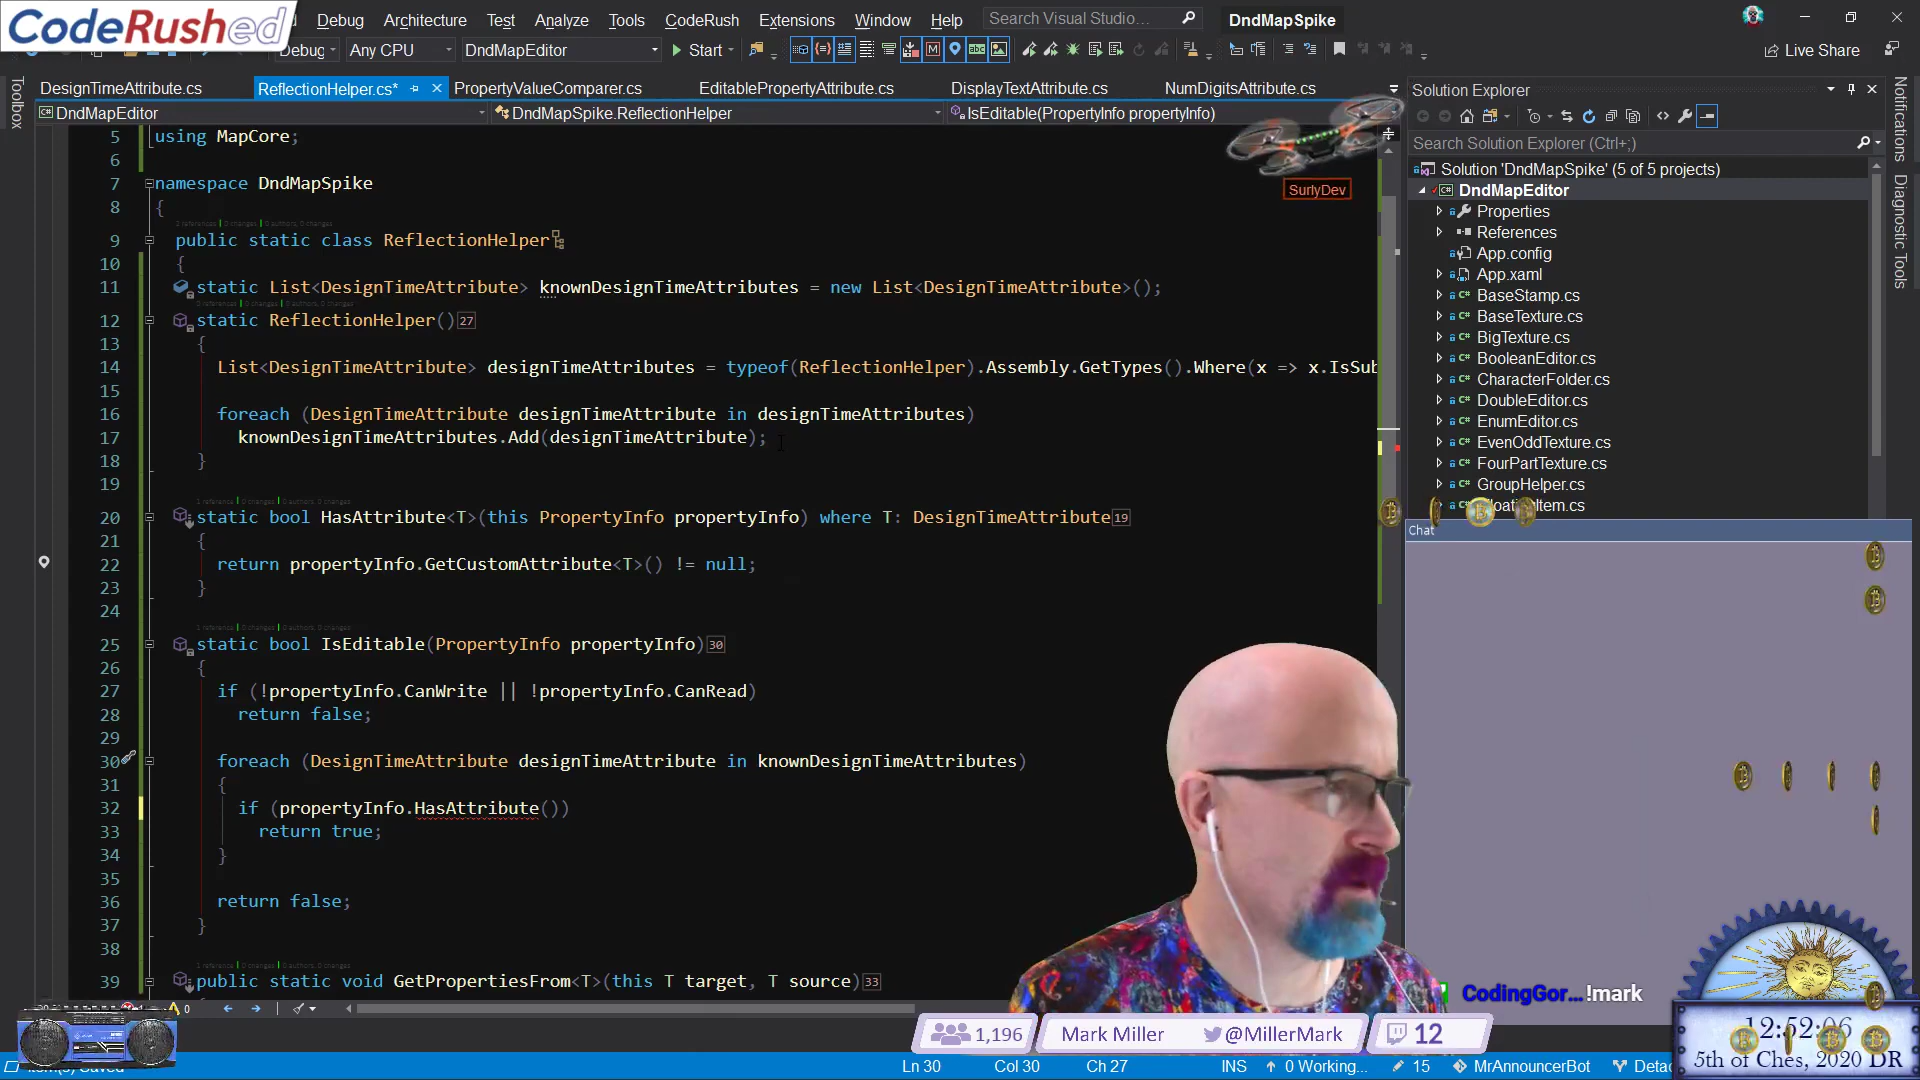 CodeRushed
Debug Architecture Test Analyze Tools CodeRush Extensions Window Help Search Visual Studio... DndMapSpike
Debug Any CPU DndMapEditor Start Live Share
Toolbox
DesignTimeAttribute.cs ReflectionHelper.cs* PropertyValueComparer.cs EditablePropertyAttribute.cs DisplayTextAttribute.cs NumDigitsAttribute.cs
DndMapEditor DndMapSpike.ReflectionHelper IsEditable(PropertyInfo propertyInfo)
5 using MapCore;
6
7 namespace DndMapSpike
8 {
9 public static class ReflectionHelper
10 {
11 static List<DesignTimeAttribute> knownDesignTimeAttributes = new List<DesignTimeAttribute>();
12 static ReflectionHelper() 27
13 {
14 List<DesignTimeAttribute> designTimeAttributes = typeof(ReflectionHelper).Assembly.GetTypes().Where(x => x.IsSub
15
16 foreach (DesignTimeAttribute designTimeAttribute in designTimeAttributes)
17 knownDesignTimeAttributes.Add(designTimeAttribute);
18 }
19
20 static bool HasAttribute<T>(this PropertyInfo propertyInfo) where T: DesignTimeAttribute 19
21 {
22 return propertyInfo.GetCustomAttribute<T>() != null;
23 }
24
25 static bool IsEditable(PropertyInfo propertyInfo) 30
26 {
27 if (!propertyInfo.CanWrite || !propertyInfo.CanRead)
28 return false;
29
30 foreach (DesignTimeAttribute designTimeAttribute in knownDesignTimeAttributes)
31 {
32 if (propertyInfo.HasAttribute())
33 return true;
34 }
35
36 return false;
37 }
38
39 public static void GetPropertiesFrom<T>(this T target, T source) 33
SurlyDev
Solution Explorer
Search Solution Explorer (Ctrl+;)
Solution 'DndMapSpike' (5 of 5 projects)
DndMapEditor
Properties
References
App.config
App.xaml
BaseStamp.cs
BaseTexture.cs
BigTexture.cs
BooleanEditor.cs
CharacterFolder.cs
DoubleEditor.cs
EnumEditor.cs
EvenOddTexture.cs
FourPartTexture.cs
GroupHelper.cs
Notifications
Diagnostic Tools
Chat
CodingGor... !mark
1,196 Mark Miller @MillerMark 12
12:52:06
5th of Ches, 2020 DR
Ln 30 Col 30 Ch 27 INS 0 Working... 15 MrAnnouncerBot Detac